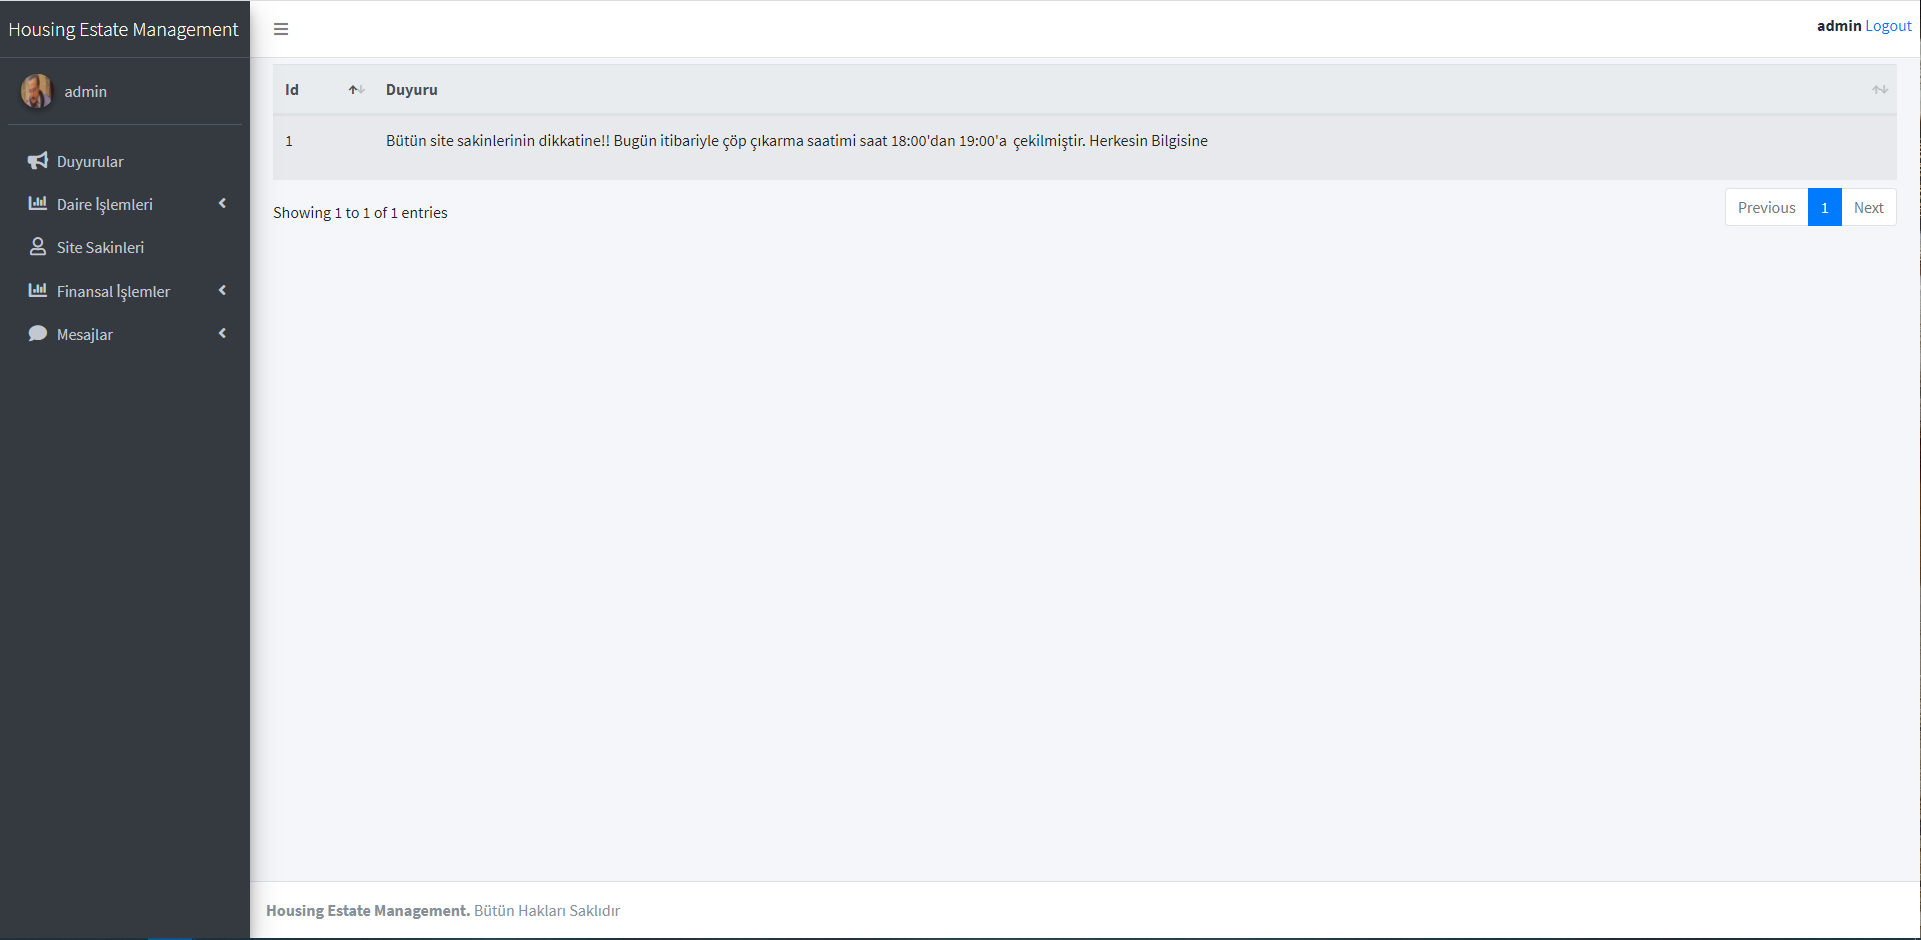 Housing Estate Management
admin Logout
admin
Duyurular
Daire İşlemleri
Site Sakinleri
Finansal İşlemler
Mesajlar
Id Duyuru
1 Bütün site sakinlerinin dikkatine!! Bugün itibariyle çöp çıkarma saatimi saat 18:00'dan 19:00'a  çekilmiştir. Herkesin Bilgisine
Showing 1 to 1 of 1 entries
Previous 1 Next
Housing Estate Management. Bütün Hakları Saklıdır